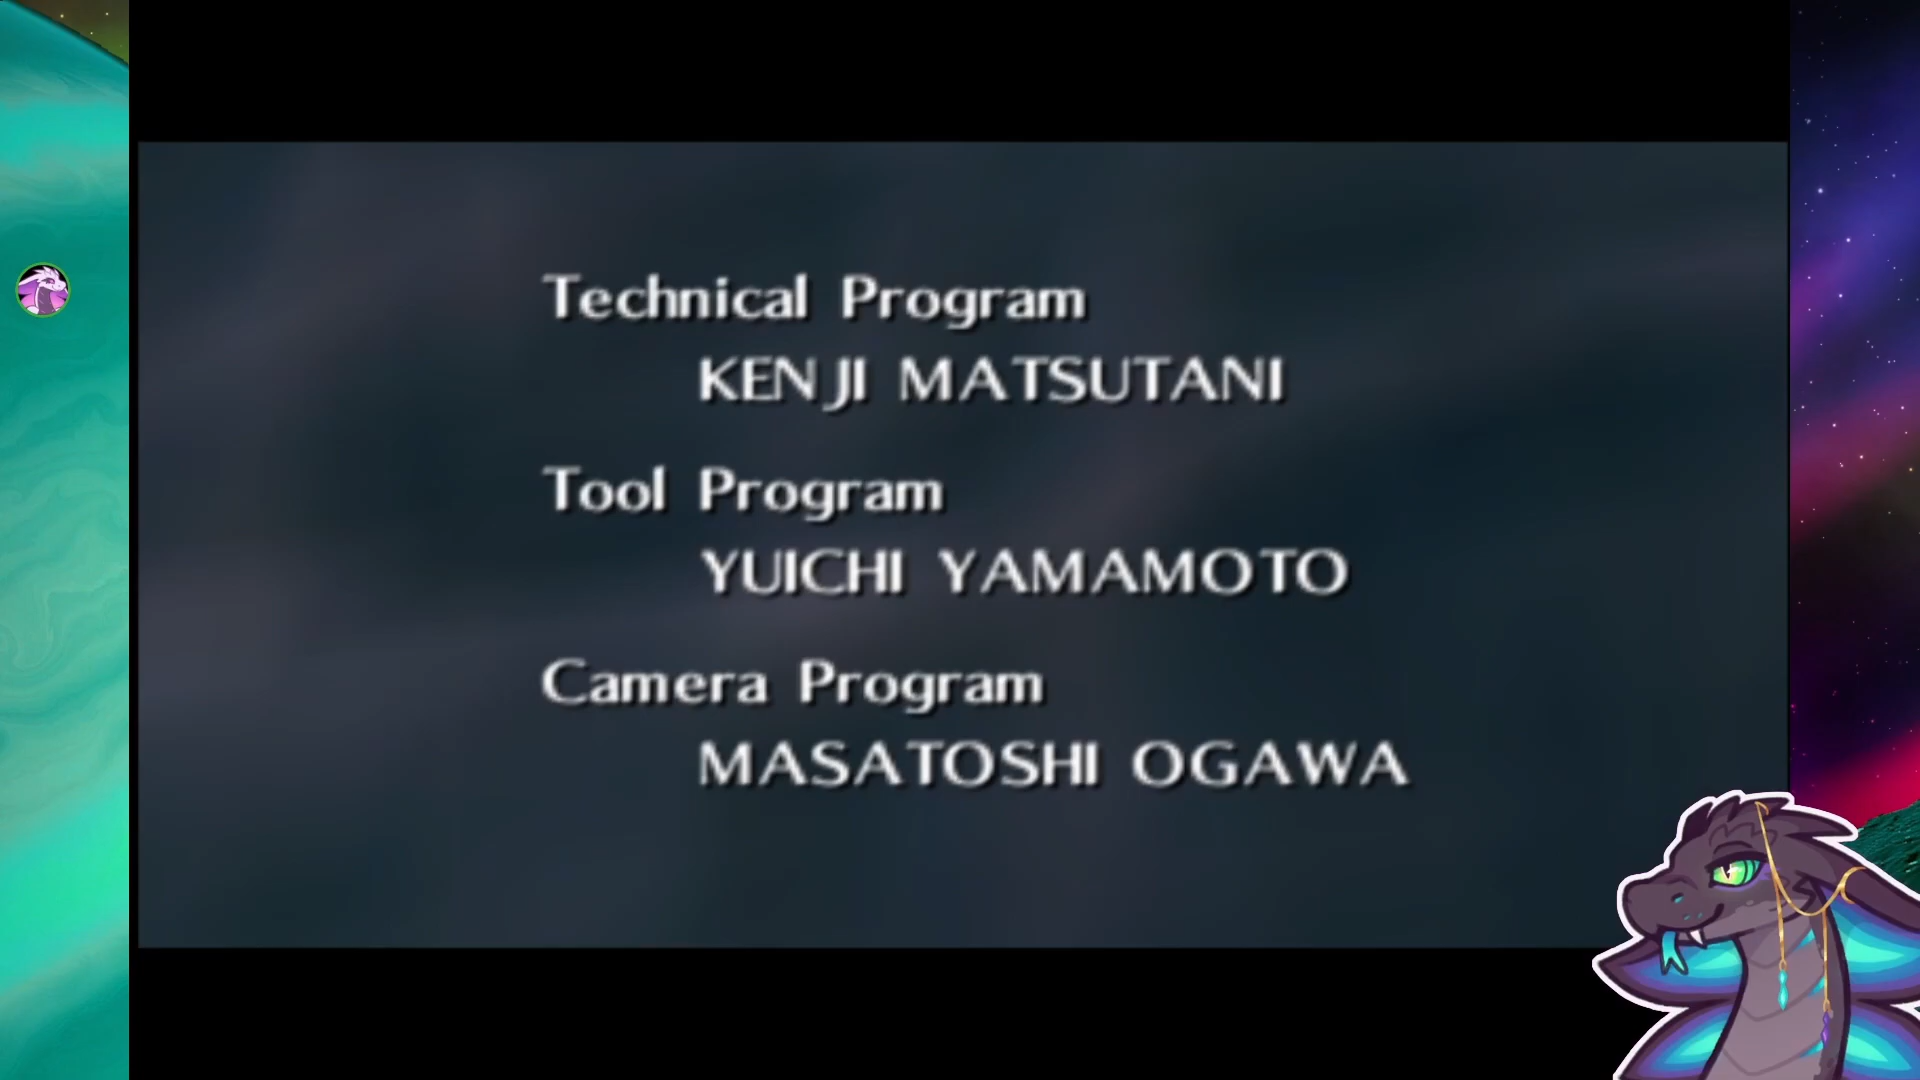 Technical Program
KENJI MATSUTANI
Tool Program
YUICHI YAMAMOTO
Camera Program
MASATOSHI OGAWA